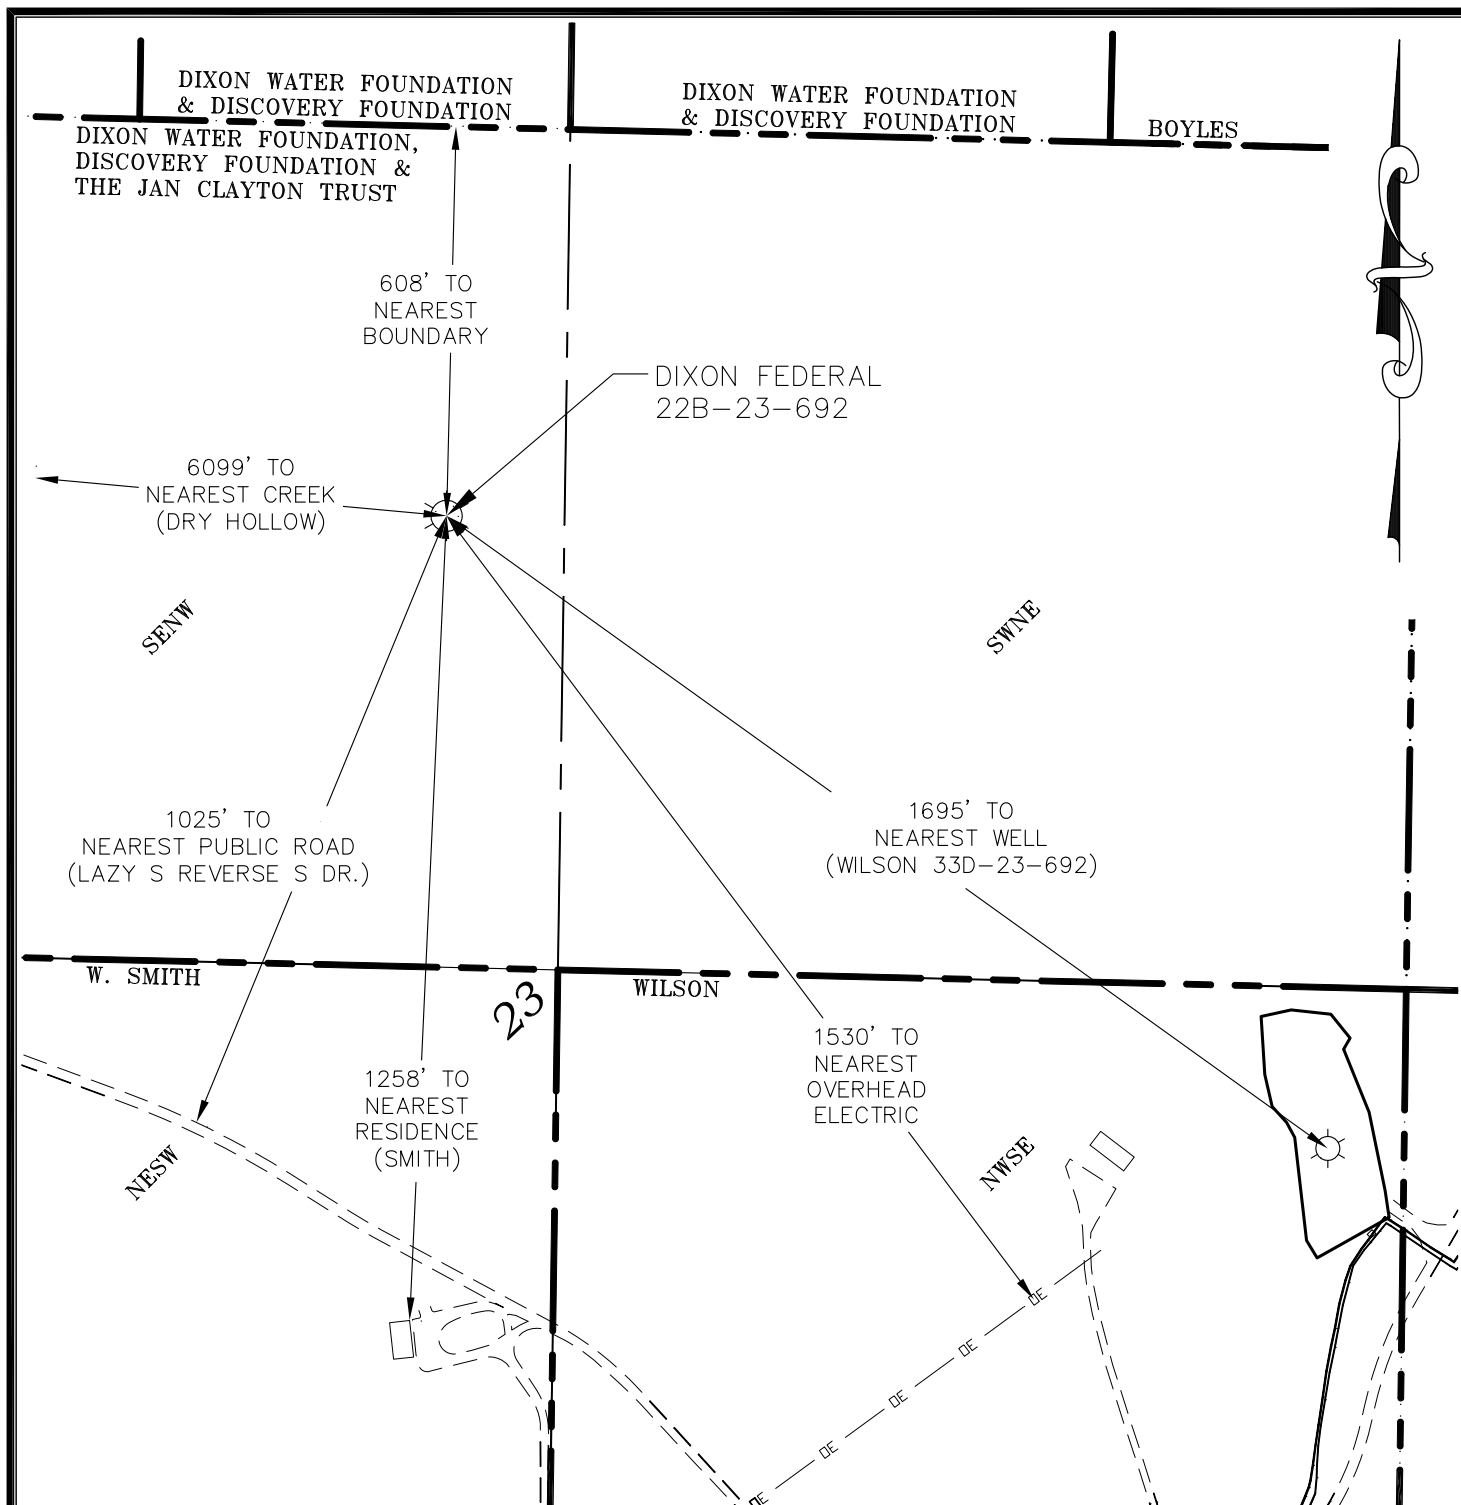 DIXON WATER FOUNDATION
& DISCOVERY FOUNDATION
DIXON WATER FOUNDATION
& DISCOVERY FOUNDATION
BOYLES
DIXON WATER FOUNDATION,
DISCOVERY FOUNDATION &
THE JAN CLAYTON TRUST
608' TO
NEAREST
BOUNDARY
DIXON FEDERAL
22B-23-692
6099' TO
NEAREST CREEK
(DRY HOLLOW)
SENW
SWNE
1025' TO
NEAREST PUBLIC ROAD
(LAZY S REVERSE S DR.)
1695' TO
NEAREST WELL
(WILSON 33D-23-692)
W. SMITH
23
WILSON
1530' TO
NEAREST
OVERHEAD
ELECTRIC
1258' TO
NEAREST
RESIDENCE
(SMITH)
NESW
NWSE
OE
OE
OE
OE
OE